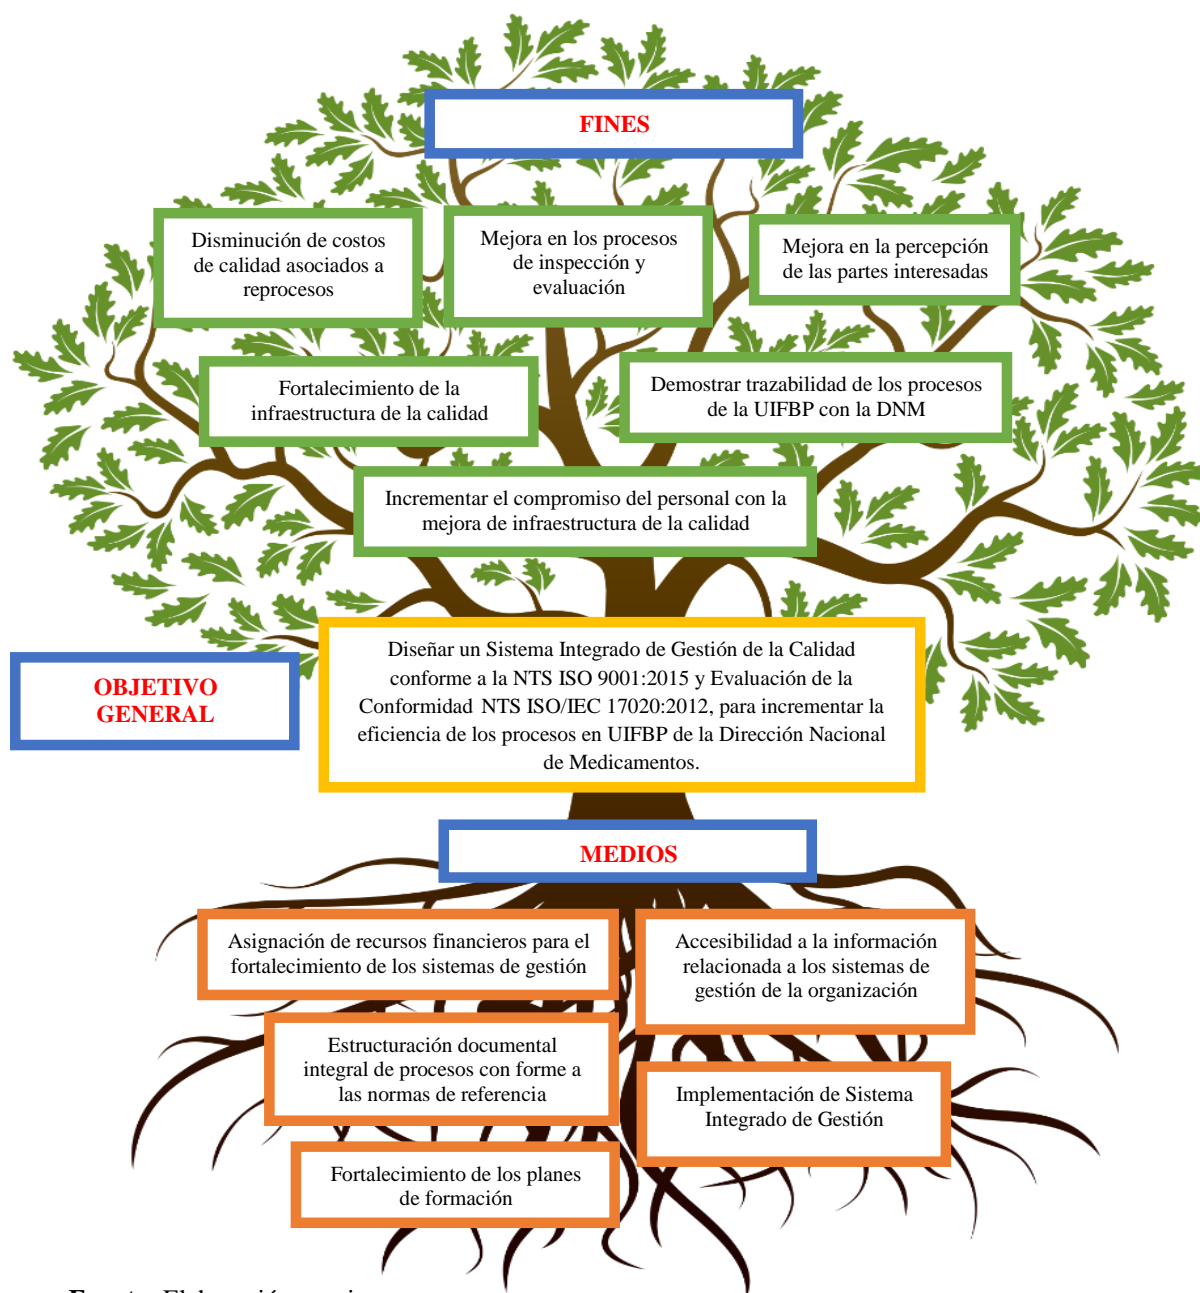 FINES
Disminución de costos
de calidad asociados a
reprocesos
Mejora en los procesos
de inspección y
evaluación
Mejora en la percepción
de las partes interesadas
Fortalecimiento de la
infraestructura de la calidad
Demostrar trazabilidad de los procesos
de la UIFBP con la DNM
Incrementar el compromiso del personal con la
mejora de infraestructura de la calidad
OBJETIVO
GENERAL
Diseñar un Sistema Integrado de Gestión de la Calidad
conforme a la NTS ISO 9001:2015 y Evaluación de la
Conformidad NTS ISO/IEC 17020:2012, para incrementar la
eficiencia de los procesos en UIFBP de la Dirección Nacional
de Medicamentos.
MEDIOS
Asignación de recursos financieros para el
fortalecimiento de los sistemas de gestión
Accesibilidad a la información
relacionada a los sistemas de
gestión de la organización
Estructuración documental
integral de procesos con forme a
las normas de referencia
Implementación de Sistema
Integrado de Gestión
Fortalecimiento de los planes
de formación